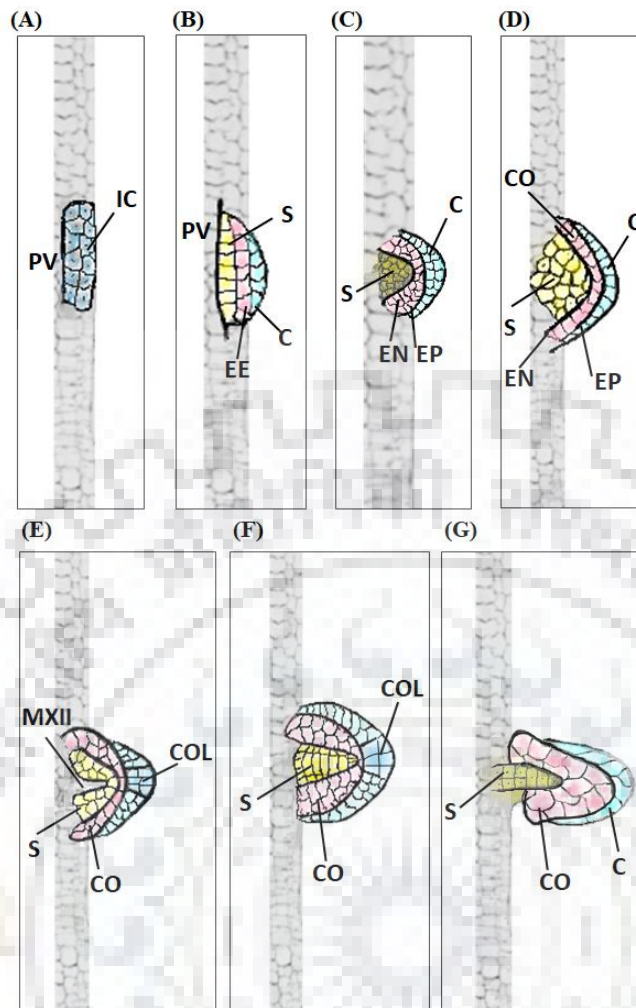 (A) (B) (C) (D)
IC
PV
PV S
C
EE
C
S
EN EP
CO
C
S
EN EP
(E) (F) (G)
MXII
COL
S
CO
COL
S
CO
S
CO C